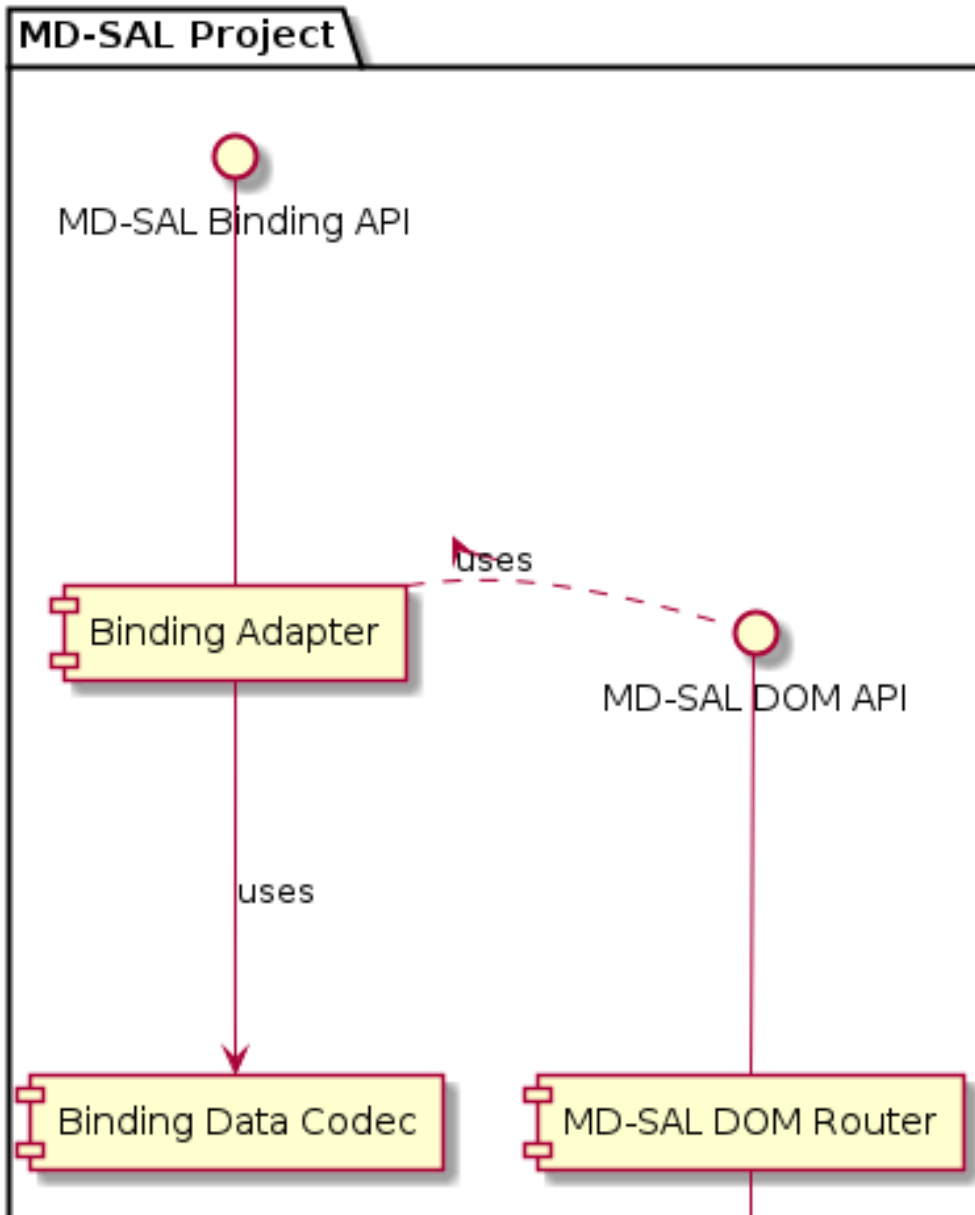 MD-SAL Project
MD-SAL Binding API
uses
Binding Adapter
MD-SAL DOM API
uses
Binding Data Codec
MD-SAL DOM Router